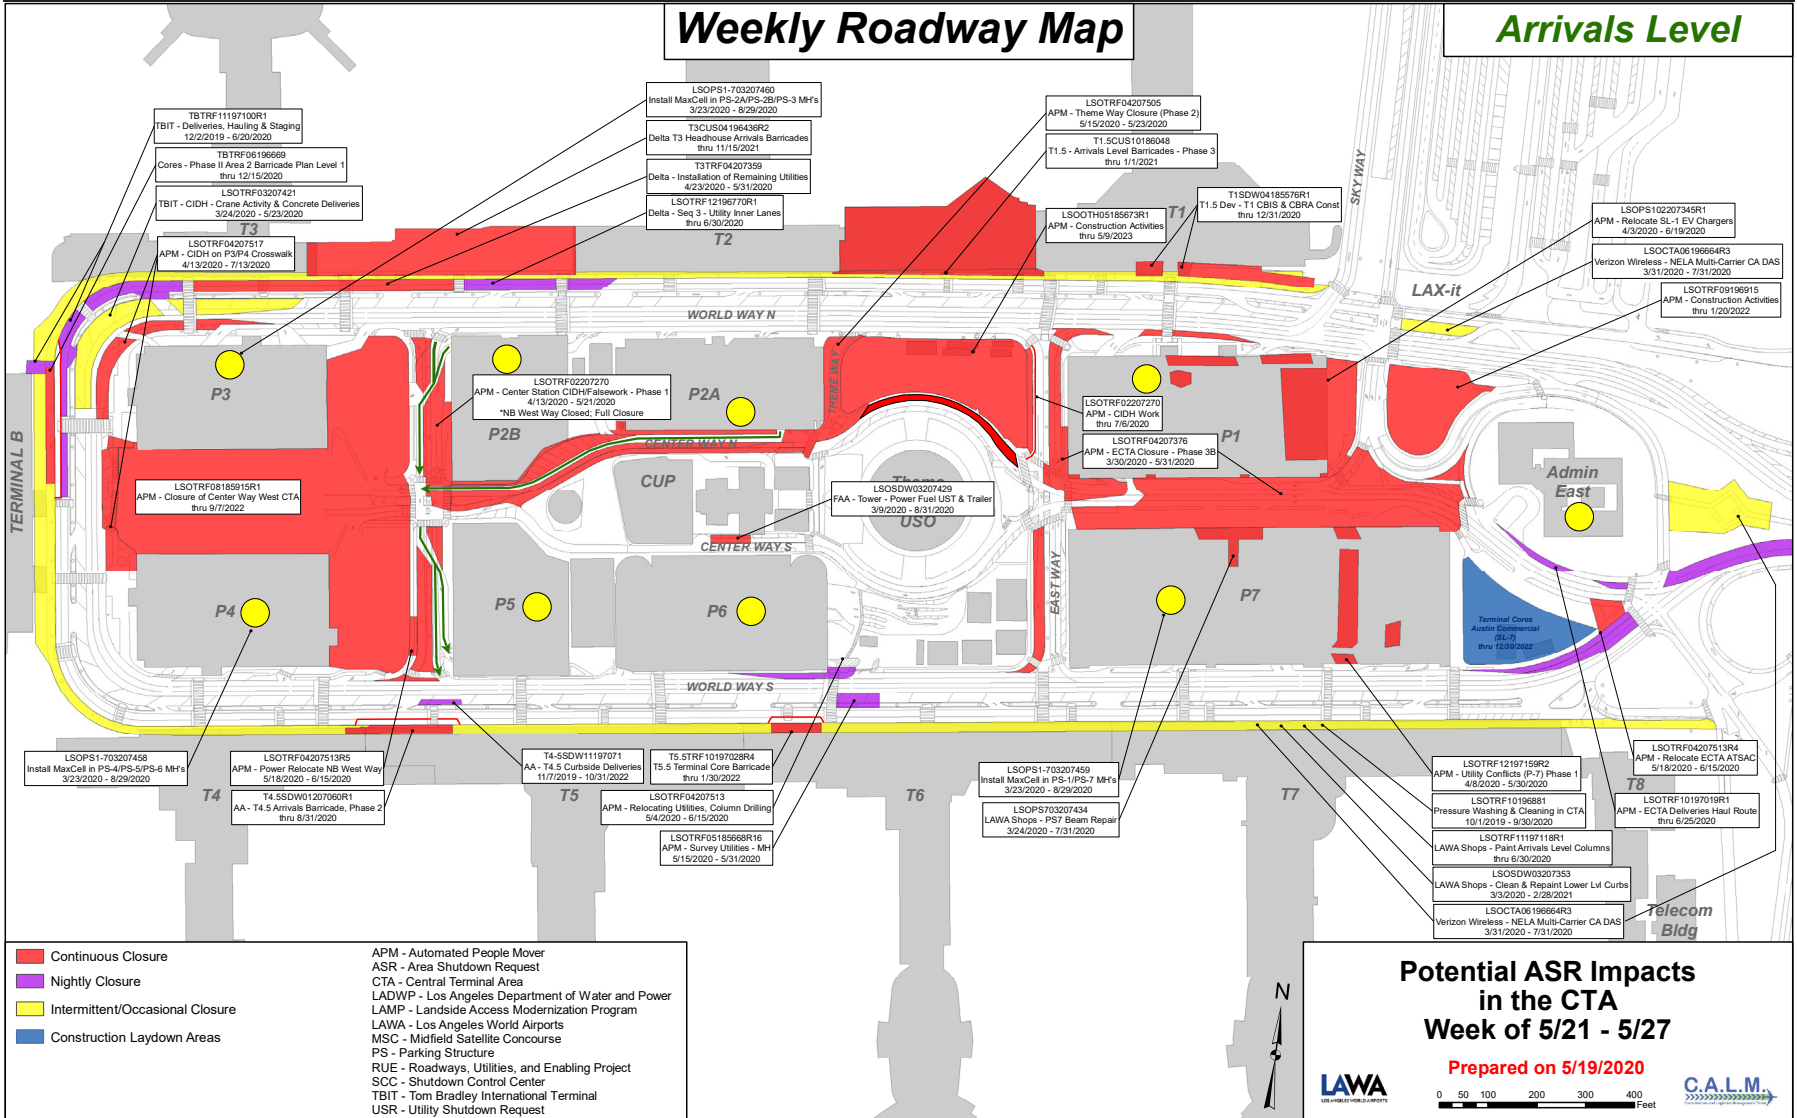 Weekly Roadway Map
Arrivals Level
LSOPS1-703207460
Install MaxCell in PS-2A/PS-2B/PS-3 MH's
3/23/2020 - 8/29/2020
TBTRF11197100R1
TBIT - Deliveries, Hauling & Staging
12/2/2019 - 6/20/2020
T3CUS04196436R2
Delta T3 Headhouse Arrivals Barricades
thru 11/15/2021
LSOTRF04207505
APM - Theme Way Closure (Phase 2)
5/15/2020 - 5/23/2020
T1.5CUS10186048
T1.5 - Arrivals Level Barricades - Phase 3
thru 1/1/2021
TBTRF06196669
Cores - Phase II Area 2 Barricade Plan Level 1
thru 12/15/2020
T3TRF04207359
Delta - Installation of Remaining Utilities
4/23/2020 - 5/31/2020
LSOTRF03207421
TBIT - CIDH - Crane Activity & Concrete Deliveries
3/24/2020 - 5/23/2020
LSOTRF12196770R1
Delta - Seq 3 - Utility Inner Lanes
thru 6/30/2020
LSOOTH05185673R1
APM - Construction Activities
thru 5/9/2023
T1SDW04185576R1
T1.5 Dev - T1 CBIS & CBRA Const
thru 12/31/2020
LSOPS102207345R1
APM - Relocate SL-1 EV Chargers
4/3/2020 - 6/19/2020
LSOTRF04207517
APM - CIDH on P3/P4 Crosswalk
4/13/2020 - 7/13/2020
LSOCTA06196664R3
Verizon Wireless - NELA Multi-Carrier CA DAS
3/31/2020 - 7/31/2020
LSOTRF09196915
APM - Construction Activities
thru 1/20/2022
T3
T2
T1
SKY WAY
LAX-it
WORLD WAY N
P3
P2B
P2A
THEME WAY
LSOTRF02207270
APM - Center Station CIDH/Falsework - Phase 1
4/13/2020 - 5/21/2020
*NB West Way Closed; Full Closure
LSOTRF02207270
APM - CIDH Work
thru 7/6/2020
P1
LSOTRF04207376
APM - ECTA Closure - Phase 3B
3/30/2020 - 5/31/2020
CENTER WAY N
TERMINAL B
LSOTRF08185915R1
APM - Closure of Center Way West CTA
thru 9/7/2022
CUP
Theme
USO
LSOSDW03207429
FAA - Tower - Power Fuel UST & Trailer
3/9/2020 - 8/31/2020
Admin
East
CENTER WAY S
EAST WAY
P4
P5
P6
P7
Terminal Cores
Austin Commercial
(SL-7)
thru 12/30/2022
WORLD WAY S
LSOPS1-703207458
Install MaxCell in PS-4/PS-5/PS-6 MH's
3/23/2020 - 8/29/2020
LSOTRF04207513R5
APM - Power Relocate NB West Way
5/18/2020 - 6/15/2020
T4.5SDW01207060R1
AA - T4.5 Arrivals Barricade, Phase 2
thru 8/31/2020
T4-5SDW11197071
AA - T4.5 Curbside Deliveries
11/7/2019 - 10/31/2022
T5.5TRF10197028R4
T5.5 Terminal Core Barricade
thru 1/30/2022
LSOTRF04207513
APM - Relocating Utilities, Column Drilling
5/4/2020 - 6/15/2020
LSOTRF05185668R16
APM - Survey Utilities - MH
5/15/2020 - 5/31/2020
LSOPS1-703207459
Install MaxCell in PS-1/PS-7 MH's
3/23/2020 - 8/29/2020
LSOPS703207434
LAWA Shops - PS7 Beam Repair
3/24/2020 - 7/31/2020
LSOTRF12197159R2
APM - Utility Conflicts (P-7) Phase 1
4/8/2020 - 5/30/2020
LSOTRF10196881
Pressure Washing & Cleaning in CTA
10/1/2019 - 9/30/2020
LSOTRF11197118R1
LAWA Shops - Paint Arrivals Level Columns
thru 6/30/2020
LSOSDW03207353
LAWA Shops - Clean & Repaint Lower Lvl Curbs
3/3/2020 - 2/28/2021
LSOCTA06196664R3
Verizon Wireless - NELA Multi-Carrier CA DAS
3/31/2020 - 7/31/2020
LSOTRF04207513R4
APM - Relocate ECTA ATSAC
5/18/2020 - 6/15/2020
LSOTRF10197019R1
APM - ECTA Deliveries Haul Route
thru 6/25/2020
T4
T5
T6
T7
T8
Telecom
Bldg
Continuous Closure
Nightly Closure
Intermittent/Occasional Closure
Construction Laydown Areas
APM - Automated People Mover
ASR - Area Shutdown Request
CTA - Central Terminal Area
LADWP - Los Angeles Department of Water and Power
LAMP - Landside Access Modernization Program
LAWA - Los Angeles World Airports
MSC - Midfield Satellite Concourse
PS - Parking Structure
RUE - Roadways, Utilities, and Enabling Project
SCC - Shutdown Control Center
TBIT - Tom Bradley International Terminal
USR - Utility Shutdown Request
N
Potential ASR Impacts
in the CTA
Week of 5/21 - 5/27
Prepared on 5/19/2020
LAWA
LOS ANGELES WORLD AIRPORTS
0 50 100 200 300 400
Feet
C.A.L.M.